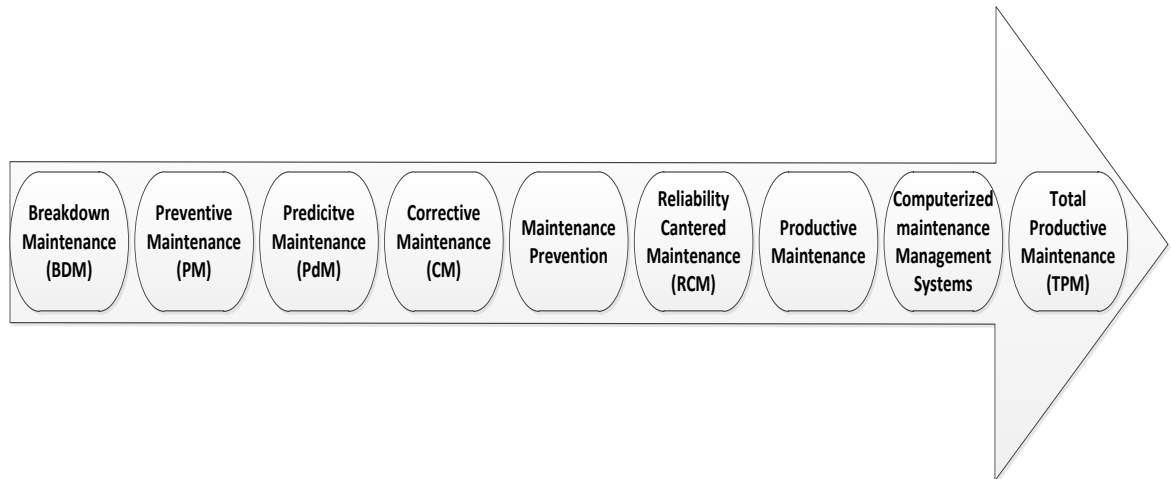 Breakdown
Maintenance
(BDM)
Preventive
Maintenance
(PM)
Predicitve
Maintenance
(PdM)
Corrective
Maintenance
(CM)
Maintenance
Prevention
Reliability
Cantered
Maintenance
(RCM)
Productive
Maintenance
Computerized
maintenance
Management
Systems
Total
Productive
Maintenance
(TPM)